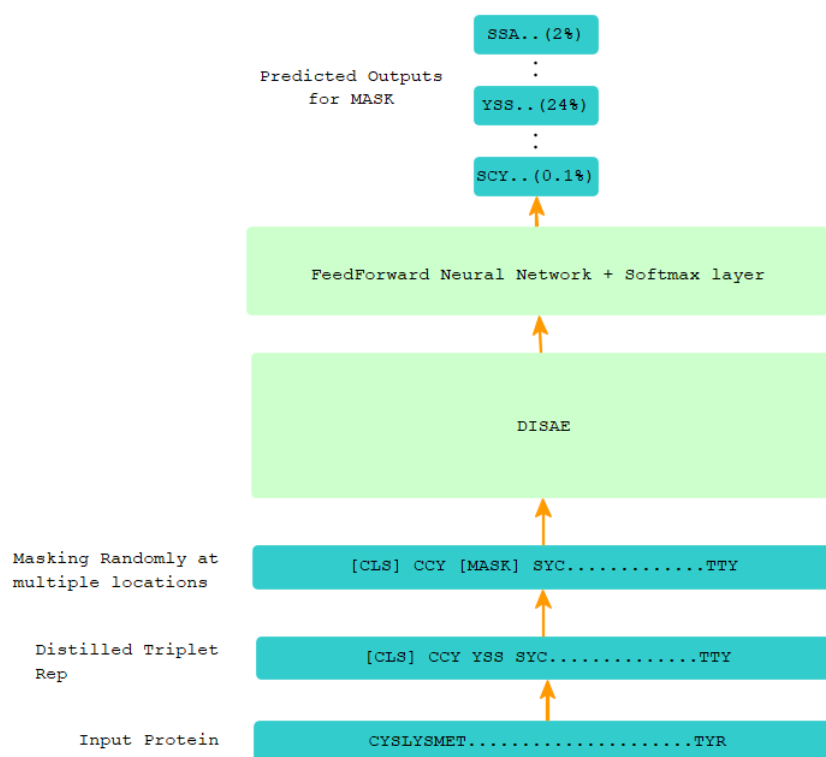 SSA..(2%)
:
Predicted Outputs
for MASK
YSS..(24%)
:
SCY..(0.1%)
FeedForward Neural Network + Softmax layer
DISAE
Masking Randomly at
multiple locations
[CLS] CCY [MASK] SYC.............TTY
Distilled Triplet
Rep
[CLS] CCY YSS SYC..............TTY
Input Protein
CYSLYSMET.....................TYR